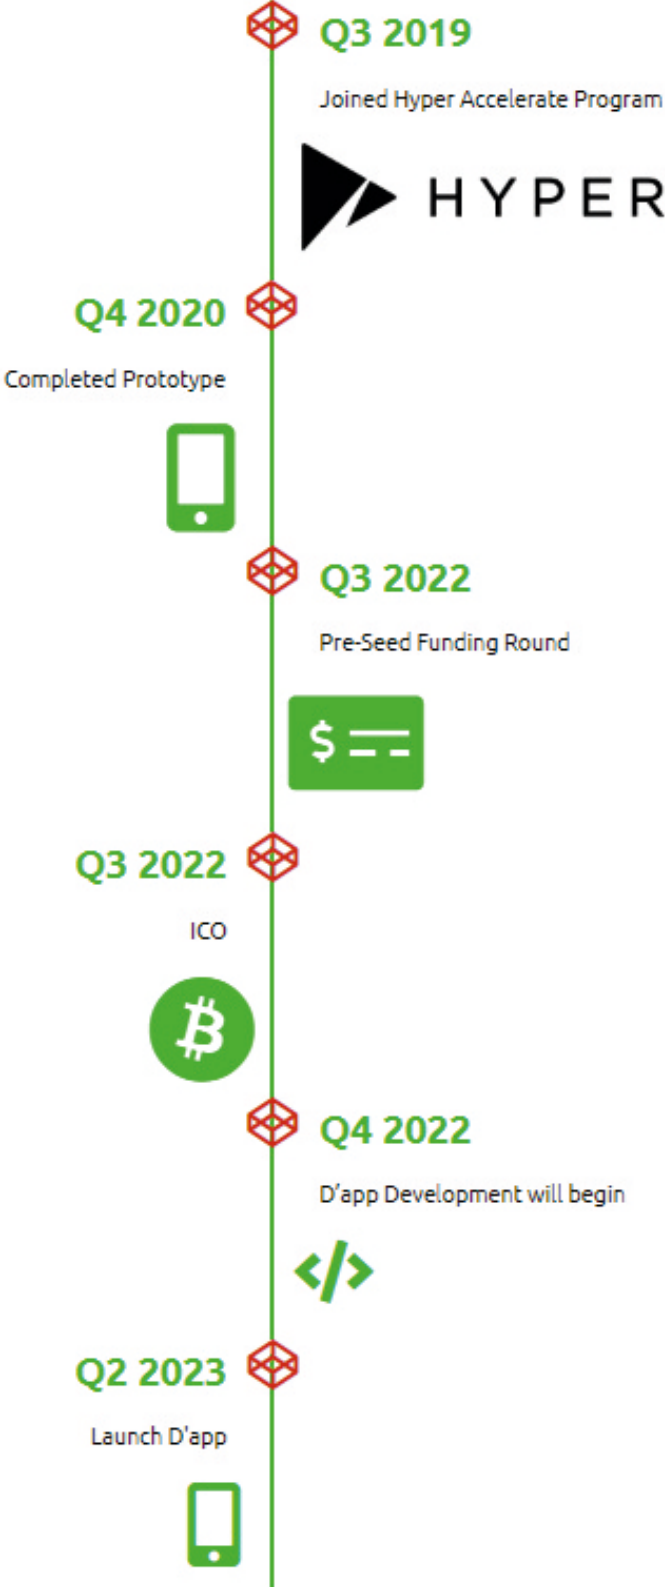 Q3 2019
Joined Hyper Accelerate Program
HYPER
Q4 2020
Completed Prototype
Q3 2022
Pre-Seed Funding Round
$
Q3 2022
ICO
Q4 2022
D’app Development will begin
</>
Q2 2023
Launch D'app